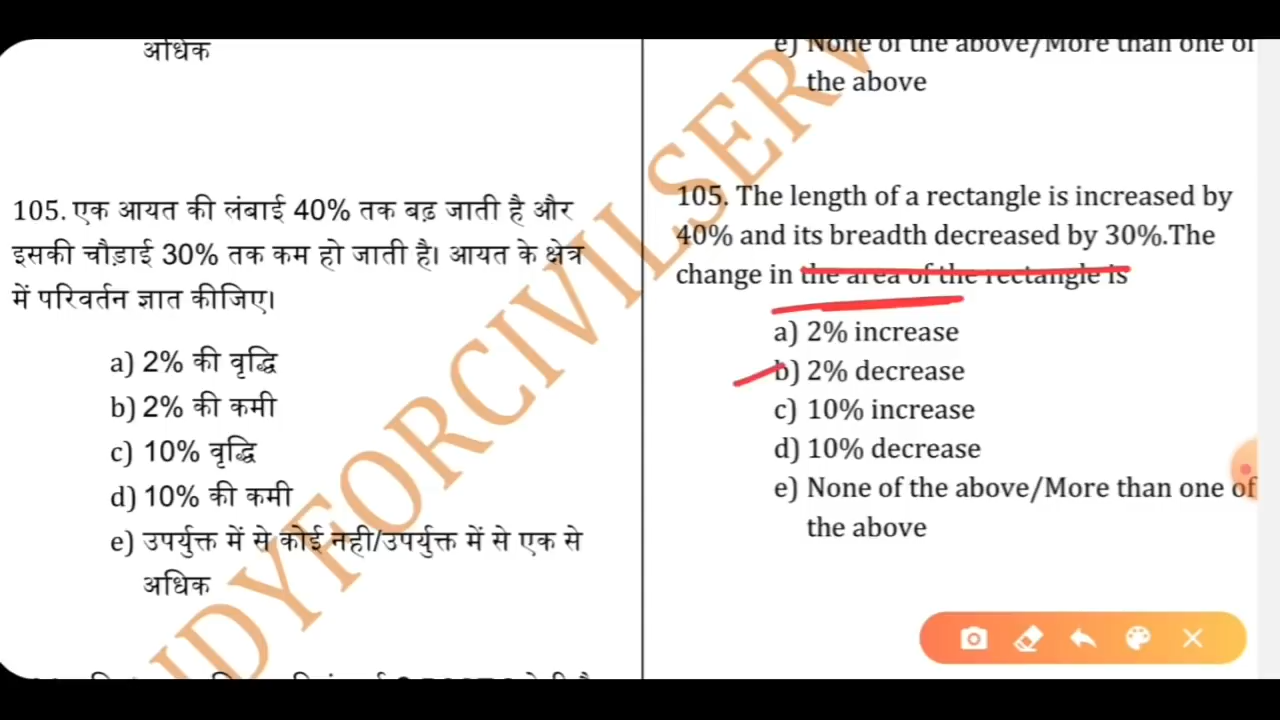 अधिक
105. एक आयत की लंबाई 40% तक बढ़ जाती है और
इसकी चौड़ाई 30% तक कम हो जाती है। आयत के क्षेत्र
में परिवर्तन ज्ञात कीजिए।
a) 2% की वृद्धि
b) 2% की कमी
c) 10% वृद्धि
d) 10% की कमी
e) उपर्युक्त में से कोई नही/उपर्युक्त में से एक से
अधिक
e) None of the above/More than one of
the above
105. The length of a rectangle is increased by
40% and its breadth decreased by 30%.The
change in the area of the rectangle is
a) 2% increase
b) 2% decrease
c) 10% increase
d) 10% decrease
e) None of the above/More than one of
the above
UDYFORCIVILSERV